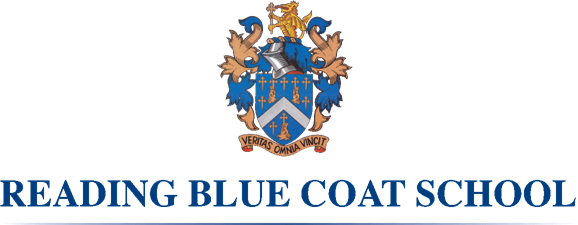 VERITAS OMNIA VINCIT
READING BLUE COAT SCHOOL